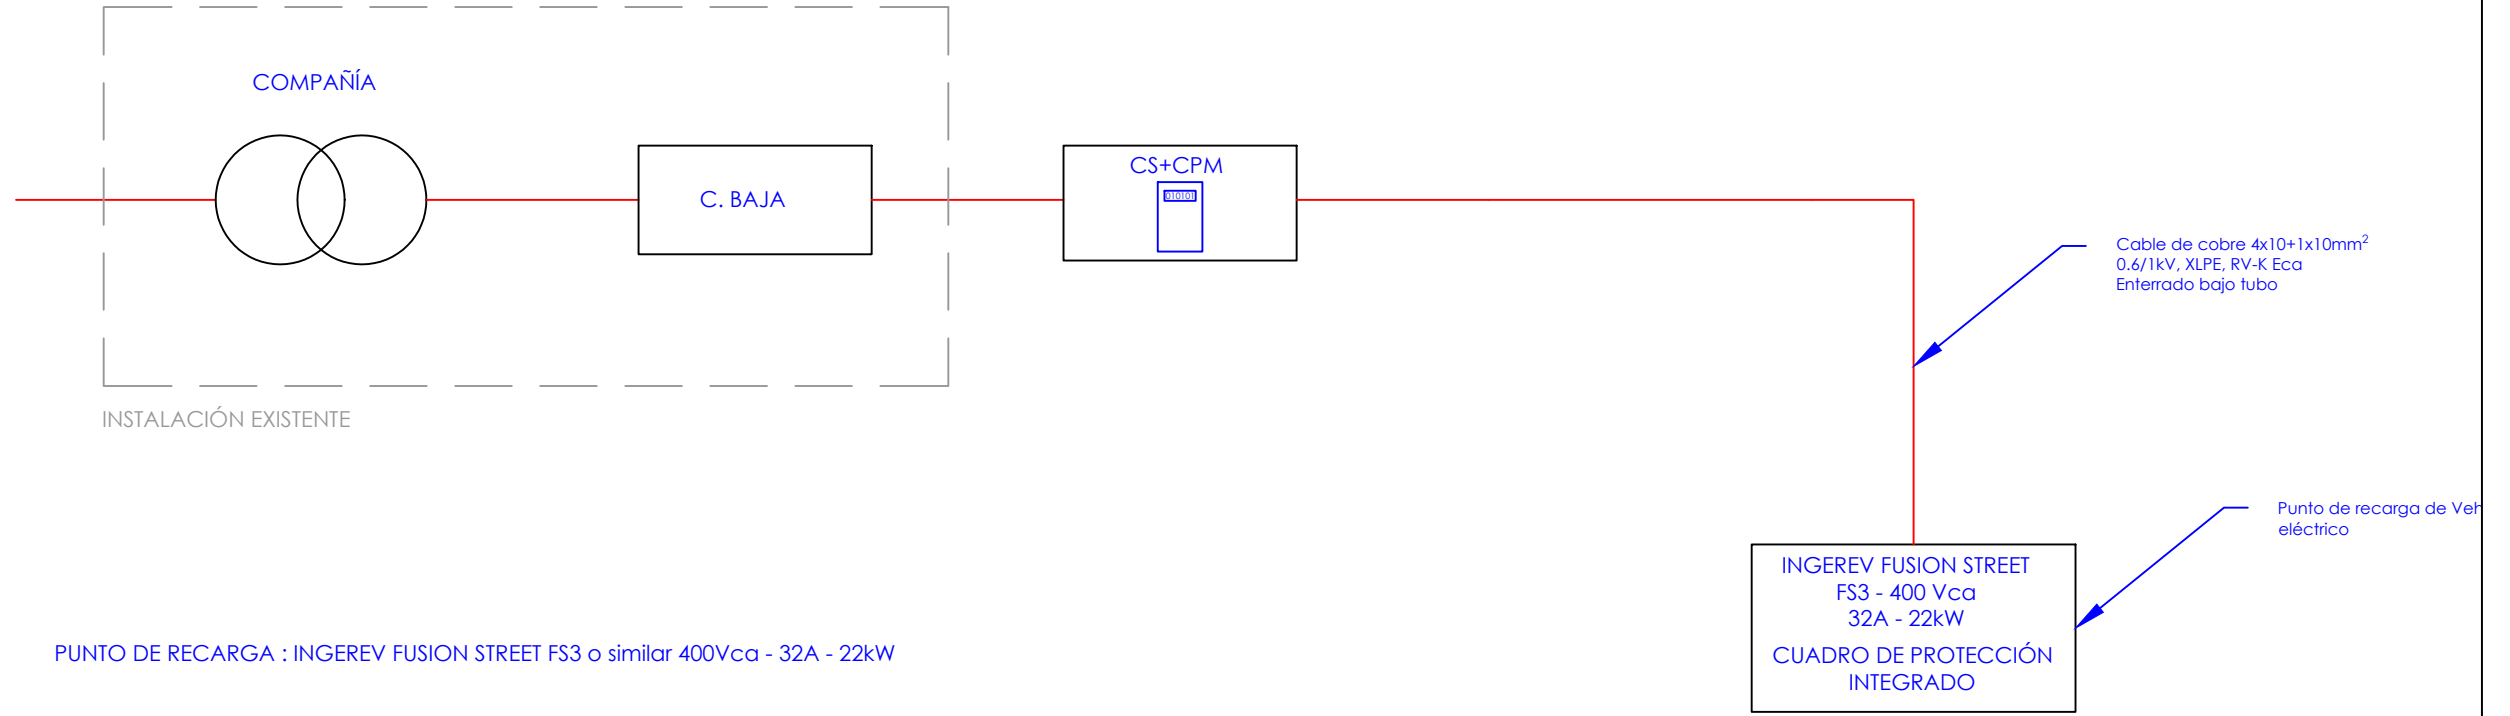 COMPAÑÍA
C. BAJA
CS+CPM
010101
Cable de cobre 4x10+1x10mm²
0.6/1kV, XLPE, RV-K Eca
Enterrado bajo tubo
INSTALACIÓN EXISTENTE
Punto de recarga de Veh
eléctrico
INGEREV FUSION STREET
FS3 - 400 Vca
32A - 22kW
CUADRO DE PROTECCIÓN
INTEGRADO
PUNTO DE RECARGA : INGEREV FUSION STREET FS3 o similar 400Vca - 32A - 22kW